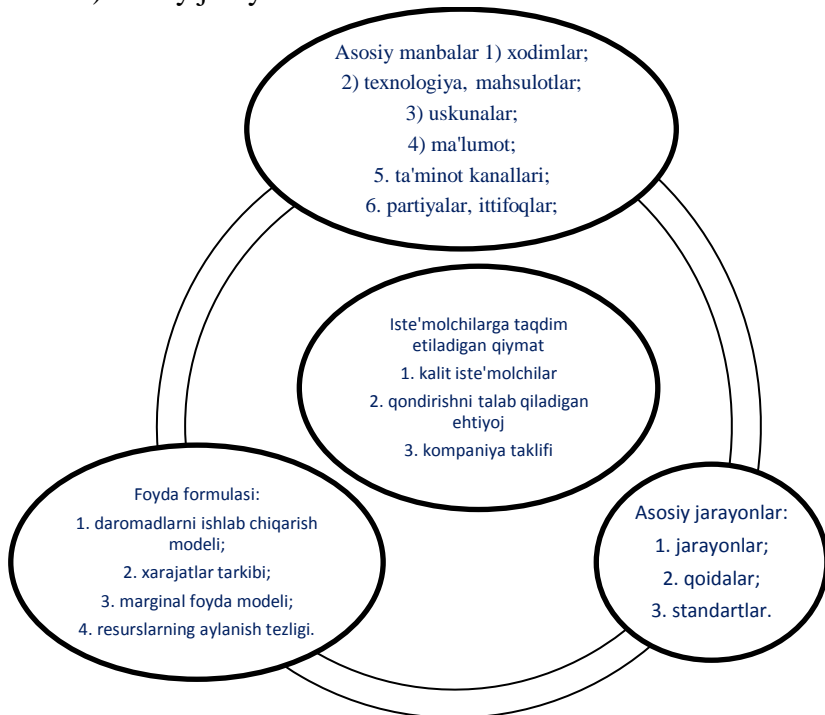 Asosiy manbalar 1) xodimlar;
2) texnologiya, mahsulotlar;
3) uskunalar;
4) ma'lumot;
5. ta'minot kanallari;
6. partiyalar, ittifoqlar;
Iste'molchilarga taqdim
etiladigan qiymat
1. kalit iste'molchilar
2. qondirishni talab qiladigan
ehtiyoj
3. kompaniya taklifi
Foyda formulasi:
1. daromadlarni ishlab chiqarish
modeli;
2. xarajatlar tarkibi;
3. marginal foyda modeli;
4. resurslarning aylanish tezligi.
Asosiy jarayonlar:
1. jarayonlar;
2. qoidalar;
3. standartlar.